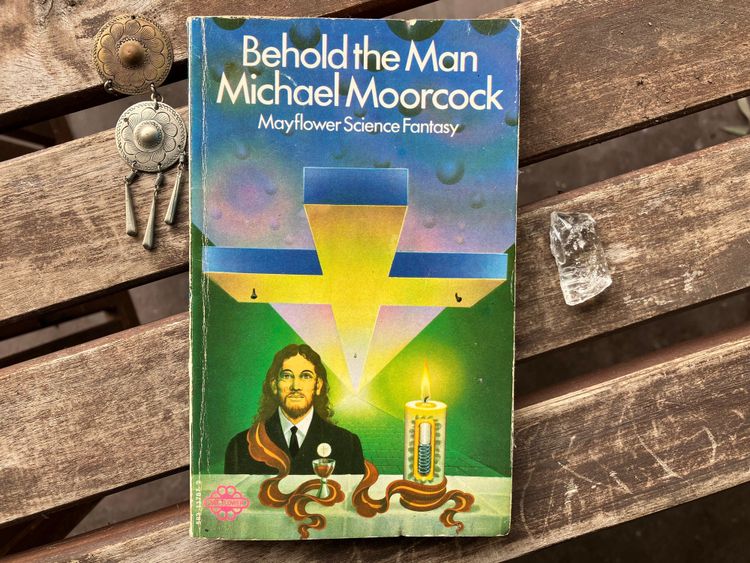 Behold the Man
Michael Moorcock
Mayflower Science Fantasy